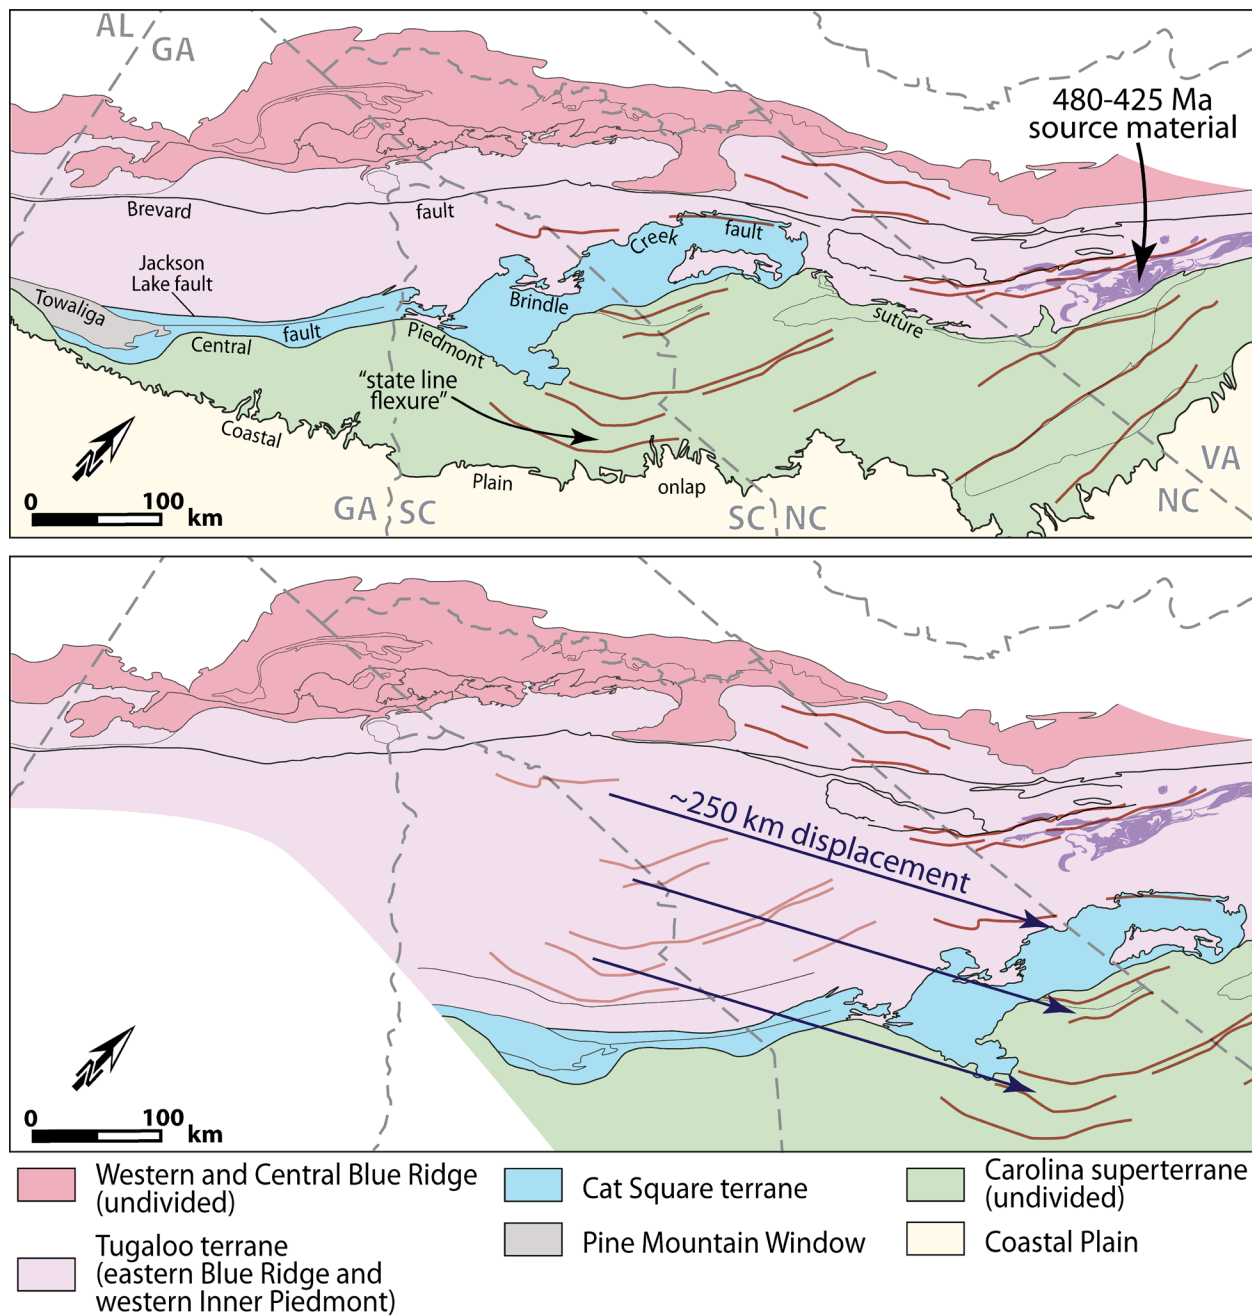 AL
GA
480-425 Ma
source material
Brevard
fault
Creek
fault
Jackson
Lake fault
Towaliga
Brindle
fault
Central
Piedmont
suture
"state line
flexure"
Coastal
Plain
onlap
VA
NC
N
0 100
km
GA
SC
SC
NC
~250 km displacement
N
0 100
km
Western and Central Blue Ridge
(undivided)
Cat Square terrane
Carolina superterrane
(undivided)
Tugaloo terrane
(eastern Blue Ridge and
western Inner Piedmont)
Pine Mountain Window
Coastal Plain